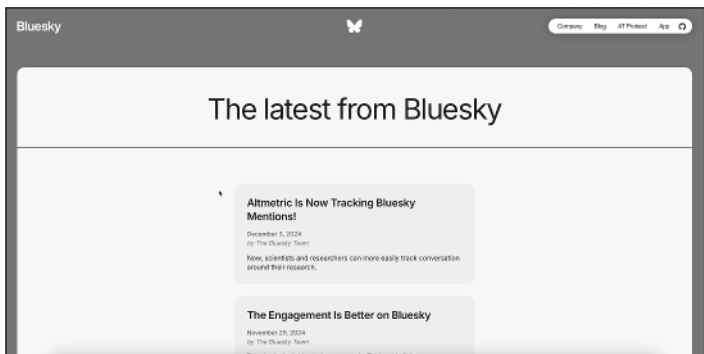 Bluesky
Company Blog AT Protocol App
The latest from Bluesky
Altmetric Is Now Tracking Bluesky
Mentions!
December 3, 2024
by The Bluesky Team
Now, scientists and researchers can more easily track conversation
around their research.
The Engagement Is Better on Bluesky
November 29, 2024
by The Bluesky Team